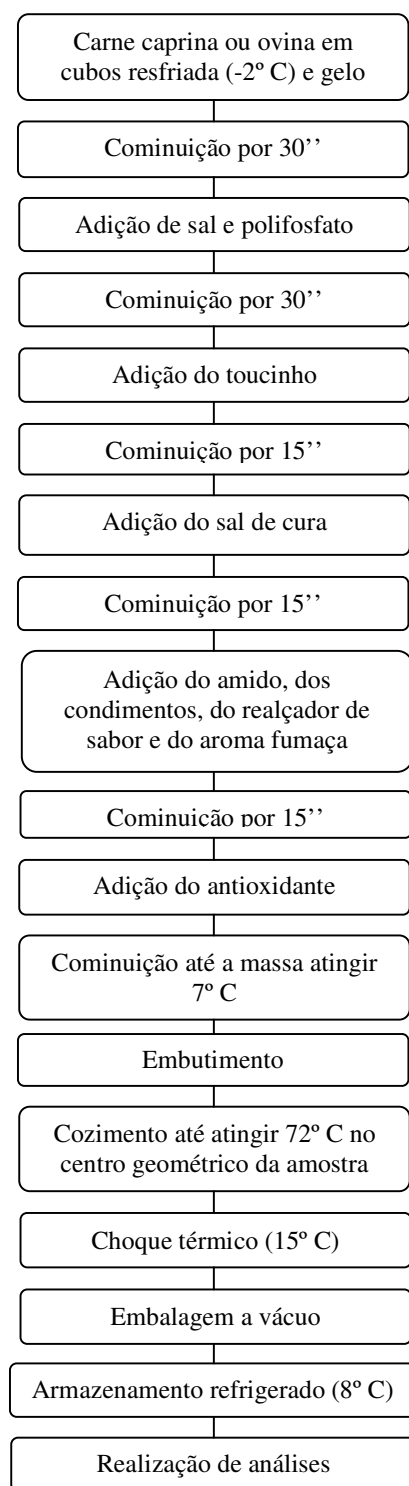 Carne caprina ou ovina em
cubos resfriada (-2º C) e gelo
Cominuição por 30’’
Adição de sal e polifosfato
Cominuição por 30’’
Adição do toucinho
Cominuição por 15’’
Adição do sal de cura
Cominuição por 15’’
Adição do amido, dos
condimentos, do realçador de
sabor e do aroma fumaça
Cominuição por 15’’
Adição do antioxidante
Cominuição até a massa atingir
7º C
Embutimento
Cozimento até atingir 72º C no
centro geométrico da amostra
Choque térmico (15º C)
Embalagem a vácuo
Armazenamento refrigerado (8º C)
Realização de análises